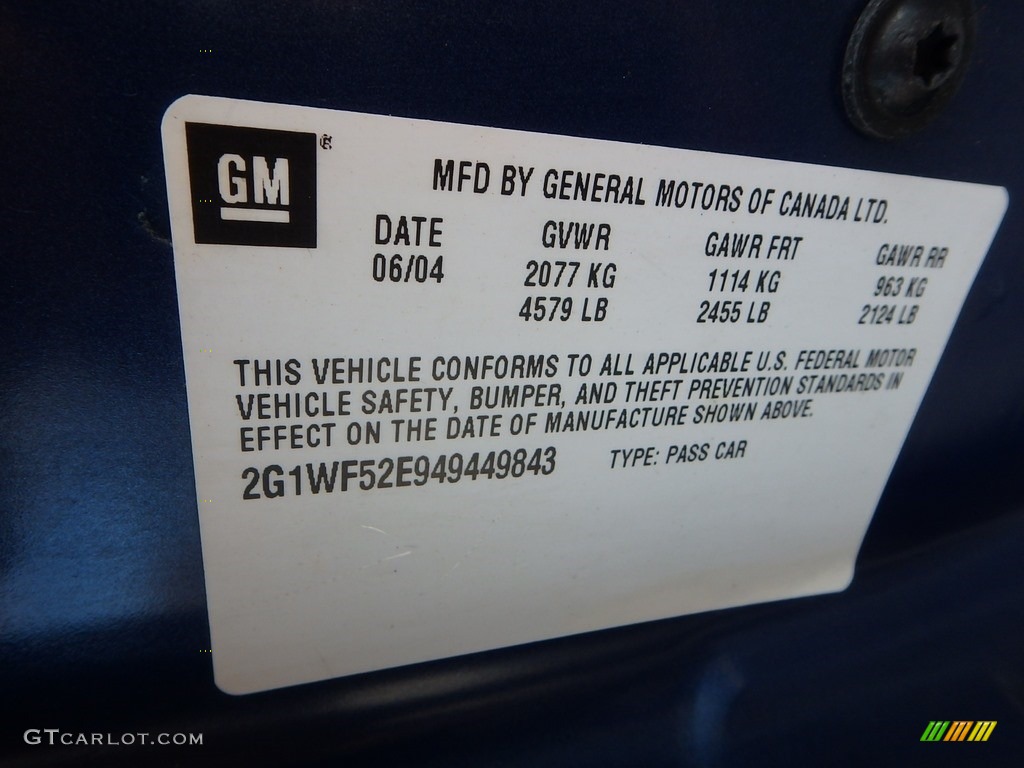 GM
MFD BY GENERAL MOTORS OF CANADA LTD.
DATE GVWR GAWR FRT GAWR RR
06/04 2077 KG 1114 KG 963 KG
4579 LB 2455 LB 2124 LB
THIS VEHICLE CONFORMS TO ALL APPLICABLE U.S. FEDERAL MOTOR
VEHICLE SAFETY, BUMPER, AND THEFT PREVENTION STANDARDS IN
EFFECT ON THE DATE OF MANUFACTURE SHOWN ABOVE.
2G1WF52E949449843 TYPE: PASS CAR
GTCARLOT.COM